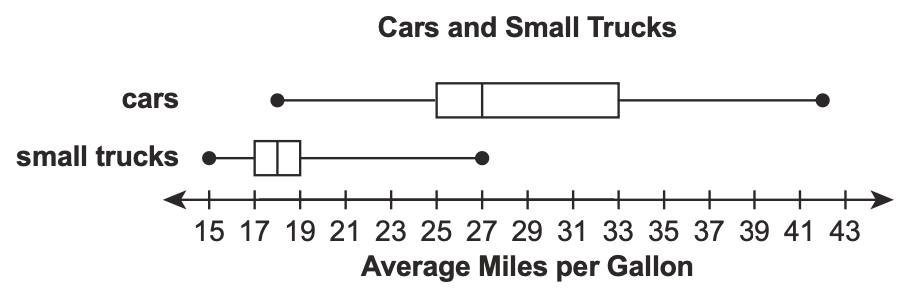 Cars and Small Trucks
cars
small trucks
15 17 19 21 23 25 27 29 31 33 35 37 39 41 43
Average Miles per Gallon